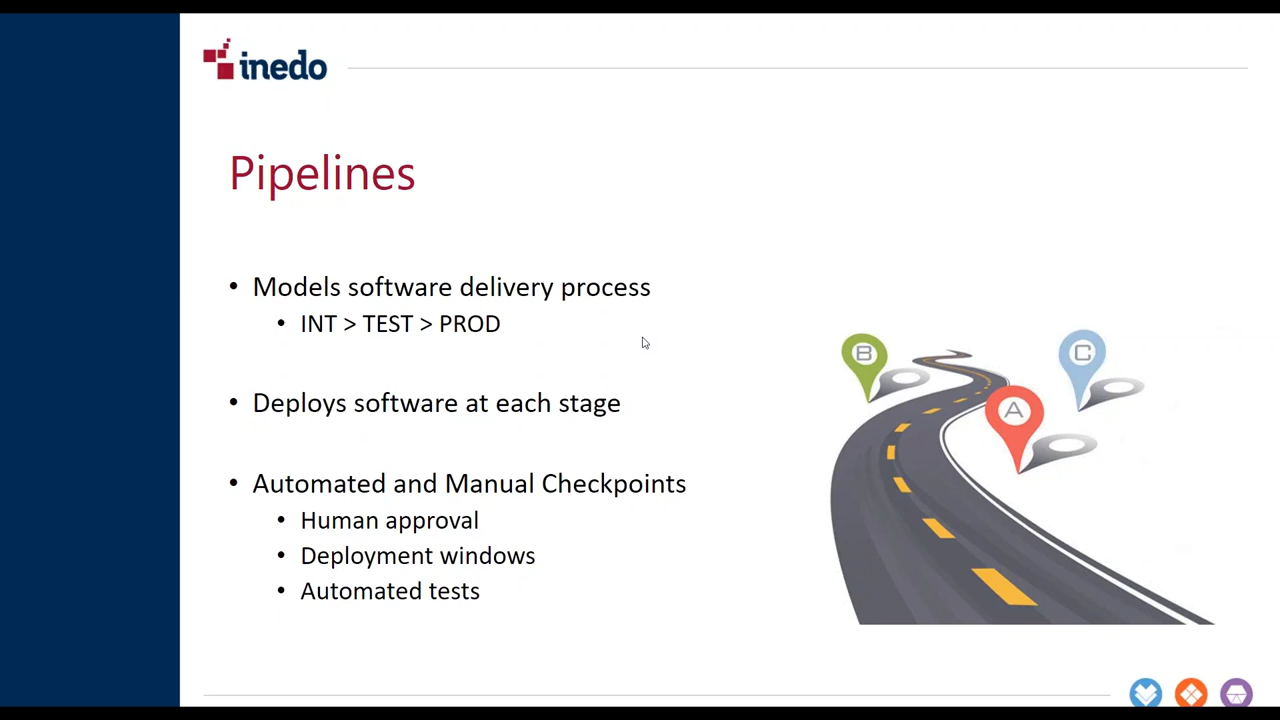 inedo
Pipelines
• Models software delivery process
• INT > TEST > PROD
• Deploys software at each stage
• Automated and Manual Checkpoints
• Human approval
• Deployment windows
• Automated tests
B
C
A